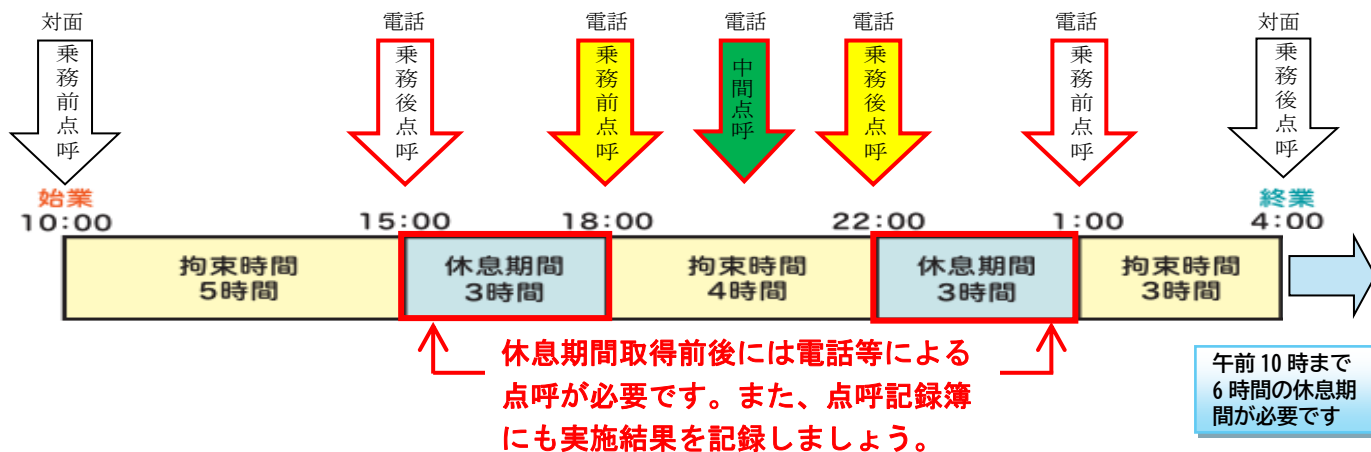 対面
電話
電話
電話
電話
電話
対面
乗務前点呼
乗務後点呼
乗務前点呼
中間点呼
乗務後点呼
乗務前点呼
乗務後点呼
始業
終業
10:00
15:00
18:00
22:00
1:00
4:00
拘束時間
5時間
休息期間
3時間
拘束時間
4時間
休息期間
3時間
拘束時間
3時間
休息期間取得前後には電話等による
点呼が必要です。また、点呼記録簿
にも実施結果を記録しましょう。
午前10時まで
6時間の休息期
間が必要です